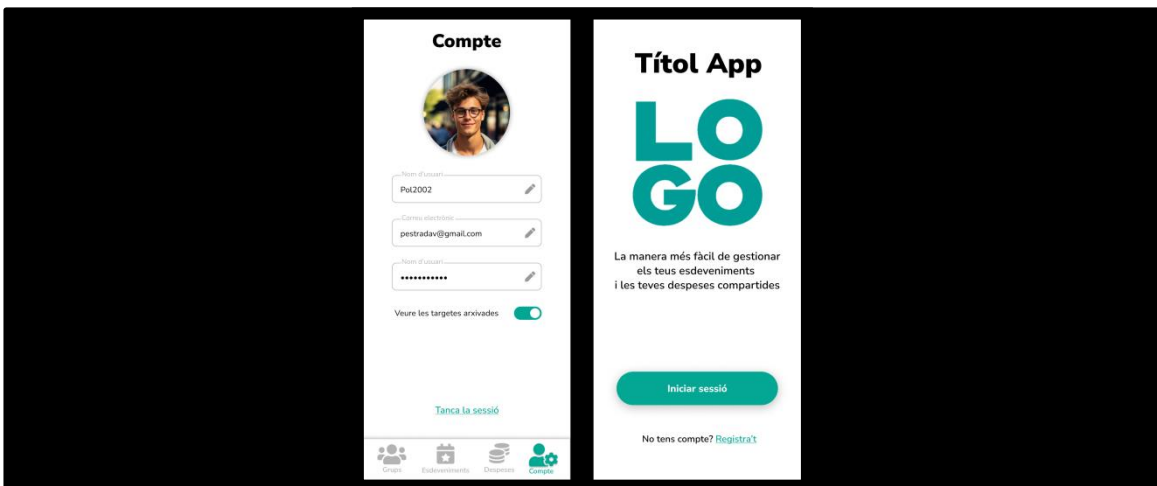 Compte
Nom d'usuari
Pol2002
Correu electrònic
pestradav@gmail.com
Nom d'usuari
•••••••••••
Veure les targetes arxivades
Tanca la sessió
Grups
Esdeveniments
Despeses
Compte
Títol App
LO
GO
La manera més fàcil de gestionar
els teus esdeveniments
i les teves despeses compartides
Iniciar sessió
No tens compte? Registra't